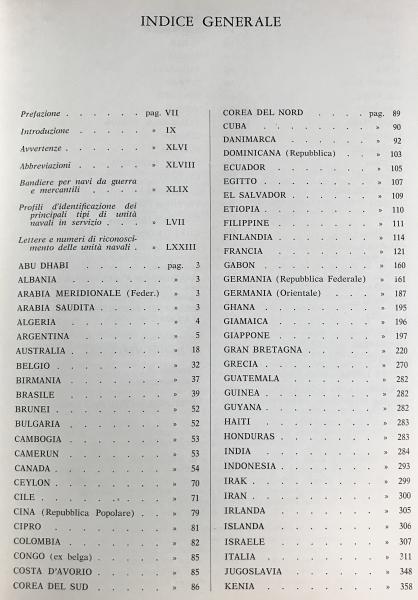 INDICE GENERALE
Prefazione . . . . . . pag. VII
Introduzione . . . . . » IX
Avvertenze . . . . . » XLVI
Abbreviazioni . . . . . » XLVIII
Bandiere per navi da guerra
e mercantili . . . . » XLIX
Profili d'identificazione dei
principali tipi di unità
navali in servizio . . . » LVII
Lettere e numeri di riconosci-
mento delle unità navali . » LXXIII
ABU DHABI . . . . . pag. 3
ALBANIA . . . . . . » 3
ARABIA MERIDIONALE (Feder.) » 3
ARABIA SAUDITA . . . . » 3
ALGERIA . . . . . . » 4
ARGENTINA . . . . . » 5
AUSTRALIA . . . . . » 18
BELGIO . . . . . . » 32
BIRMANIA . . . . . » 37
BRASILE . . . . . . » 39
BRUNEI . . . . . . » 52
BULGARIA . . . . . » 52
CAMBOGIA . . . . . » 53
CAMERUN . . . . . » 53
CANADA . . . . . . » 54
CEYLON . . . . . . » 70
CILE . . . . . . . » 71
CINA (Repubblica Popolare) . . » 79
CIPRO . . . . . . » 81
COLOMBIA . . . . . » 82
CONGO (ex belga) . . . . » 85
COSTA D'AVORIO . . . . » 85
COREA DEL SUD . . . . » 86
COREA DEL NORD . . . . pag. 89
CUBA . . . . . . . » 90
DANIMARCA . . . . . » 92
DOMINICANA (Repubblica) . . » 103
ECUADOR . . . . . . » 105
EGITTO . . . . . . » 107
EL SALVADOR . . . . . » 109
ETIOPIA . . . . . . » 110
FILIPPINE . . . . . . » 111
FINLANDIA . . . . . » 114
FRANCIA . . . . . . » 121
GABON . . . . . . » 160
GERMANIA (Repubblica Federale) » 161
GERMANIA (Orientale) . . . » 187
GHANA . . . . . . » 195
GIAMAICA . . . . . » 196
GIAPPONE . . . . . . » 197
GRAN BRETAGNA . . . . » 220
GRECIA . . . . . . » 270
GUATEMALA . . . . . » 282
GUINEA . . . . . . » 282
GUYANA . . . . . . » 282
HAITI . . . . . . » 283
HONDURAS . . . . . » 283
INDIA . . . . . . » 284
INDONESIA . . . . . » 293
IRAK . . . . . . . » 299
IRAN . . . . . . . » 300
IRLANDA . . . . . . » 305
ISLANDA . . . . . . » 306
ISRAELE . . . . . . » 307
ITALIA . . . . . . » 311
JUGOSLAVIA . . . . . » 348
KENIA . . . . . . » 358